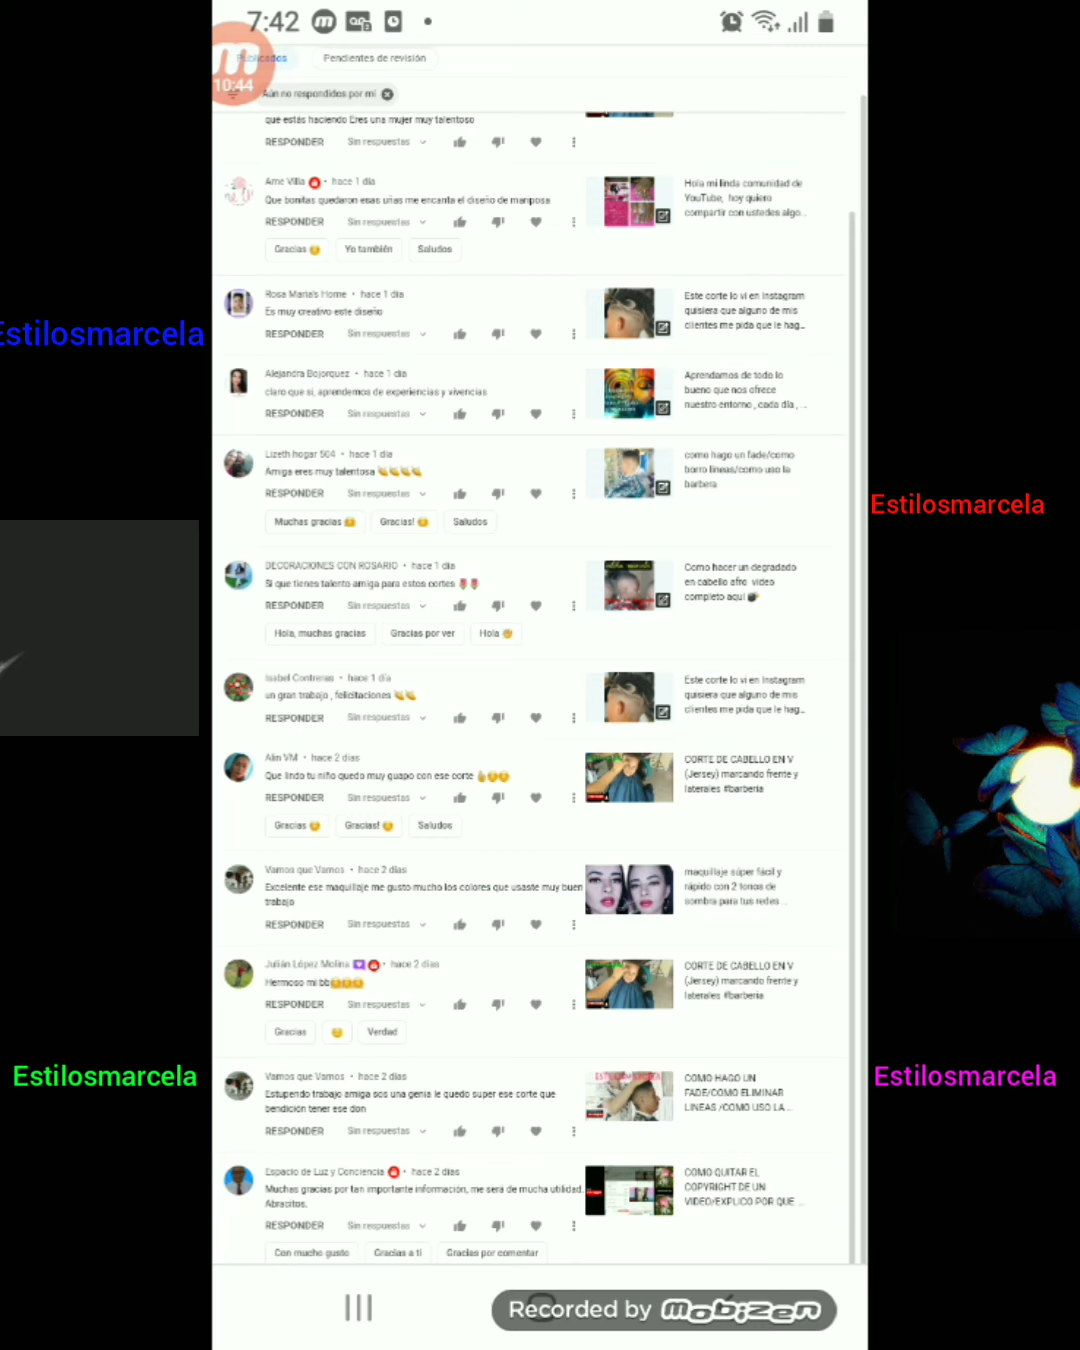 7:42
10:44
Publicados
Pendientes de revisión
Aún no respondidos por mí
que estás haciendo Eres una mujer muy talentoso
RESPONDER Sin respuestas
Ame Villa • hace 1 día
Que bonitas quedaron esas uñas me encanta el diseño de mariposa
RESPONDER Sin respuestas
Gracias 😊 Yo también Saludos
Hola mi linda comunidad de
YouTube, hoy quiero
compartir con ustedes algo...
Rosa Maria's Home • hace 1 día
Es muy creativo este diseño
RESPONDER Sin respuestas
Este corte lo vi en Instagram
quisiera que alguno de mis
clientes me pida que le hag...
Alejandra Bojorquez • hace 1 día
claro que si, aprendemos de experiencias y vivencias
RESPONDER Sin respuestas
Aprendamos de todo lo
bueno que nos ofrece
nuestro entorno , cada día , ...
Lizeth hogar 504 • hace 1 día
Amiga eres muy talentosa 👏👏👏👏
RESPONDER Sin respuestas
Muchas gracias 😊 Gracias! 😊 Saludos
como hago un fade/como
borro lineas/como uso la
barbera
DECORACIONES CON ROSARIO • hace 1 día
Si que tienes talento amiga para estos cortes 🌷🌷
RESPONDER Sin respuestas
Hola, muchas gracias Gracias por ver Hola
Como hacer un degradado
en cabello afro video
completo aquí
Isabel Contreras • hace 1 día
un gran trabajo , felicitaciones 👏👏
RESPONDER Sin respuestas
Este corte lo vi en Instagram
quisiera que alguno de mis
clientes me pida que le hag...
Alin VM • hace 2 días
Que lindo tu niño quedo muy guapo con ese corte
RESPONDER Sin respuestas
Gracias 😊 Gracias! 😊 Saludos
CORTE DE CABELLO EN V
(Jersey) marcando frente y
laterales #barberia
Vamos que Vamos • hace 2 días
Excelente ese maquillaje me gusto mucho los colores que usaste muy buen
trabajo
RESPONDER Sin respuestas
maquillaje súper fácil y
rápido con 2 tonos de
sombra para tus redes ...
Julián López Molina • hace 2 días
Hermoso mi bb
RESPONDER Sin respuestas
Gracias 😊 Verdad
CORTE DE CABELLO EN V
(Jersey) marcando frente y
laterales #barberia
Vamos que Vamos • hace 2 días
Estupendo trabajo amiga sos una genia le quedo super ese corte que
bendición tener ese don
RESPONDER Sin respuestas
COMO HAGO UN
FADE/COMO ELIMINAR
LINEAS /COMO USO LA...
Espacio de Luz y Conciencia • hace 2 días
Muchas gracias por tan importante información, me será de mucha utilidad.
Abracitos.
RESPONDER Sin respuestas
Con mucho gusto Gracias a ti Gracias por comentar
COMO QUITAR EL
COPYRIGHT DE UN
VIDEO/EXPLICO POR QUE ...
Estilosmarcela
Estilosmarcela
Estilosmarcela
Estilosmarcela
Recorded by mobizen